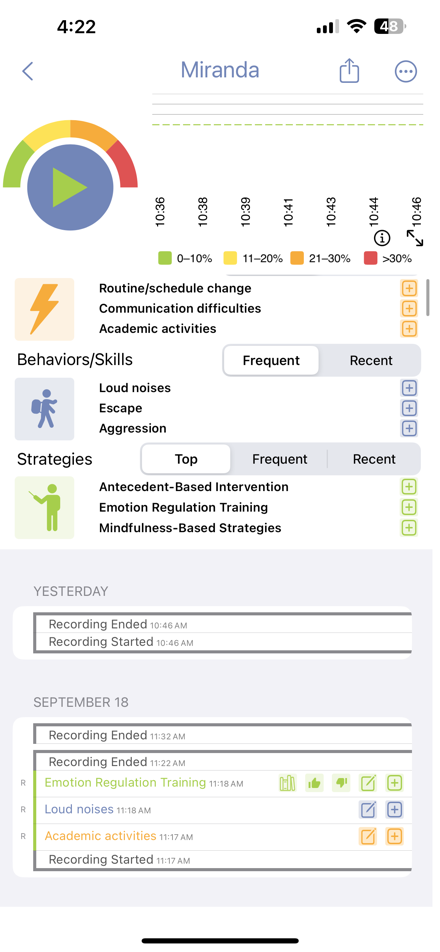 4:22
48
Miranda
10:36
10:38
10:39
10:41
10:43
10:44
10:46
0–10%
11–20%
21–30%
>30%
Routine/schedule change
Communication difficulties
Academic activities
Behaviors/Skills
Frequent
Recent
Loud noises
Escape
Aggression
Strategies
Top
Frequent
Recent
Antecedent-Based Intervention
Emotion Regulation Training
Mindfulness-Based Strategies
YESTERDAY
Recording Ended 10:46 AM
Recording Started 10:46 AM
SEPTEMBER 18
Recording Ended 11:32 AM
Recording Ended 11:22 AM
R Emotion Regulation Training 11:18 AM
R Loud noises 11:18 AM
R Academic activities 11:17 AM
Recording Started 11:17 AM